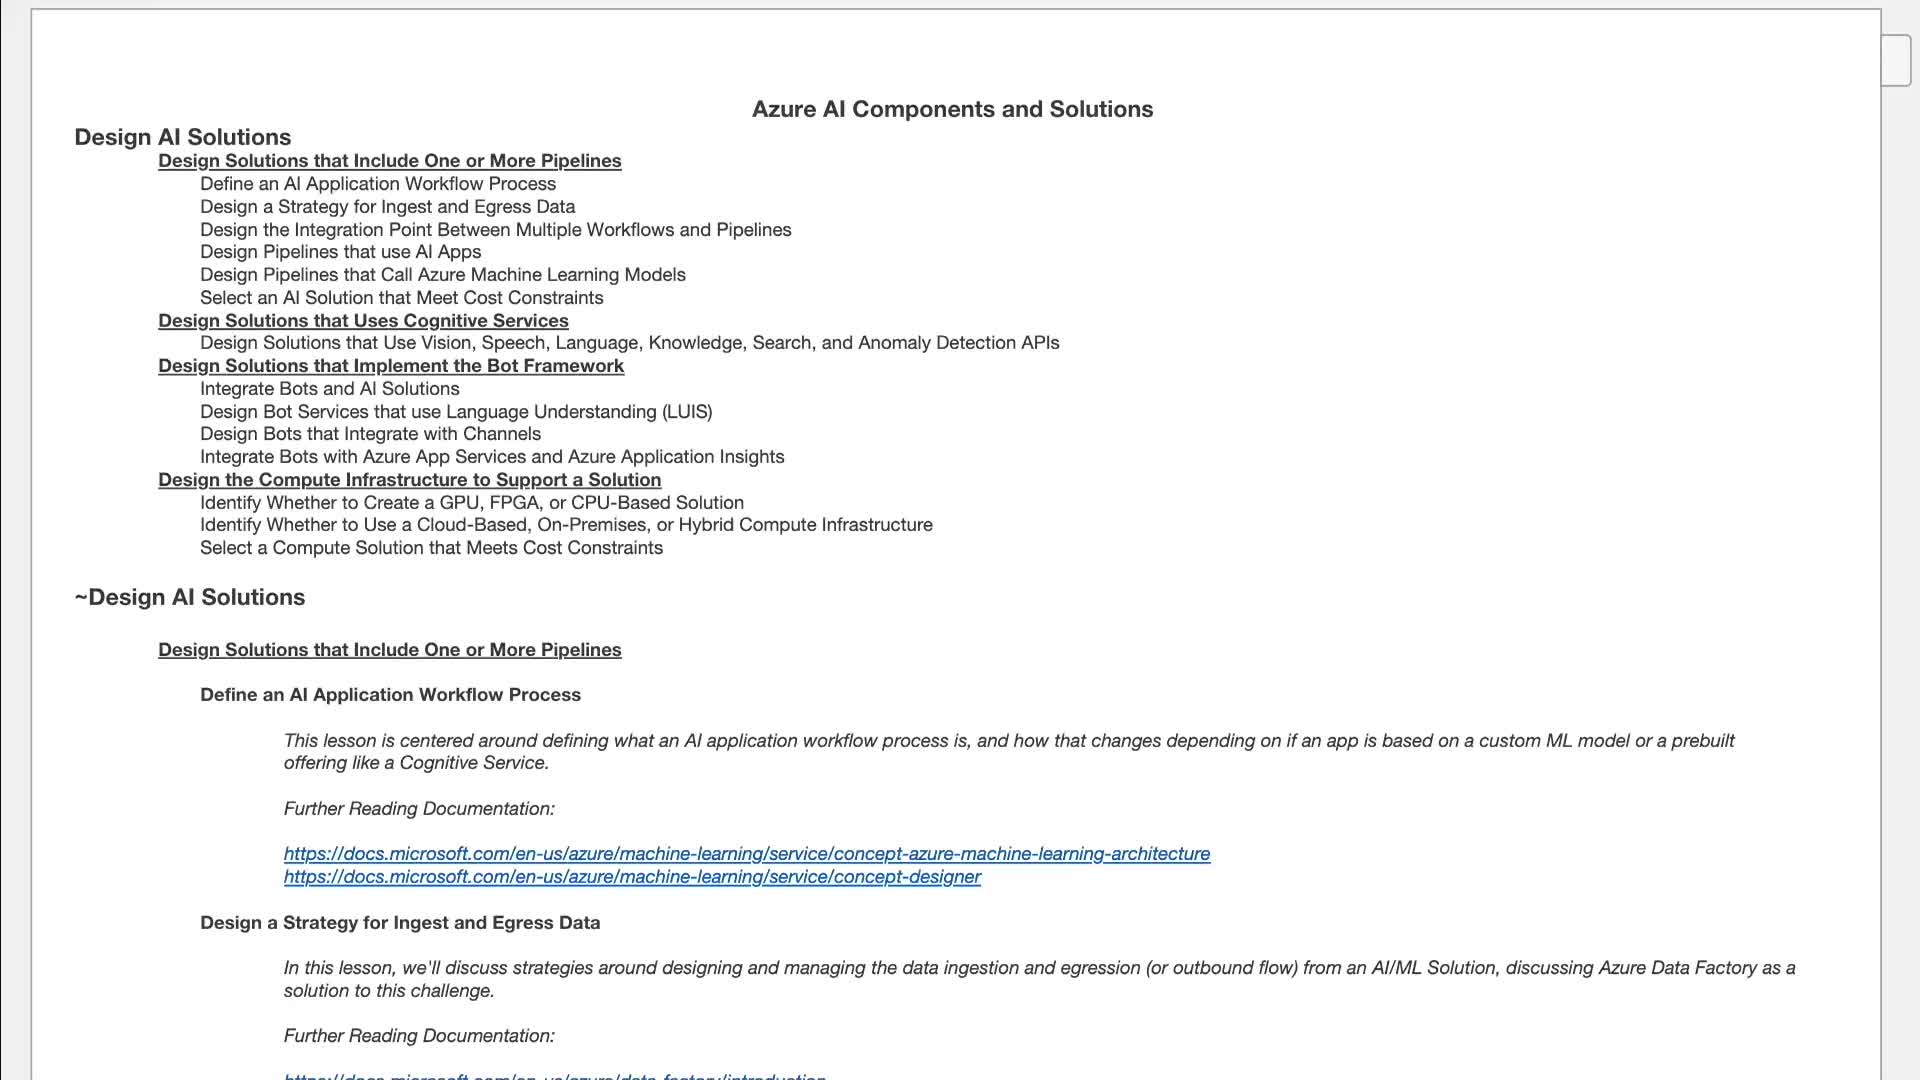 Azure AI Components and Solutions
Design AI Solutions
Design Solutions that Include One or More Pipelines
Define an AI Application Workflow Process
Design a Strategy for Ingest and Egress Data
Design the Integration Point Between Multiple Workflows and Pipelines
Design Pipelines that use AI Apps
Design Pipelines that Call Azure Machine Learning Models
Select an AI Solution that Meet Cost Constraints
Design Solutions that Uses Cognitive Services
Design Solutions that Use Vision, Speech, Language, Knowledge, Search, and Anomaly Detection APIs
Design Solutions that Implement the Bot Framework
Integrate Bots and AI Solutions
Design Bot Services that use Language Understanding (LUIS)
Design Bots that Integrate with Channels
Integrate Bots with Azure App Services and Azure Application Insights
Design the Compute Infrastructure to Support a Solution
Identify Whether to Create a GPU, FPGA, or CPU-Based Solution
Identify Whether to Use a Cloud-Based, On-Premises, or Hybrid Compute Infrastructure
Select a Compute Solution that Meets Cost Constraints
~Design AI Solutions
Design Solutions that Include One or More Pipelines
Define an AI Application Workflow Process
This lesson is centered around defining what an AI application workflow process is, and how that changes depending on if an app is based on a custom ML model or a prebuilt
offering like a Cognitive Service.
Further Reading Documentation:
https://docs.microsoft.com/en-us/azure/machine-learning/service/concept-azure-machine-learning-architecture
https://docs.microsoft.com/en-us/azure/machine-learning/service/concept-designer
Design a Strategy for Ingest and Egress Data
In this lesson, we'll discuss strategies around designing and managing the data ingestion and egression (or outbound flow) from an AI/ML Solution, discussing Azure Data Factory as a
solution to this challenge.
Further Reading Documentation:
https://docs.microsoft.com/en-us/azure/data-factory/introduction